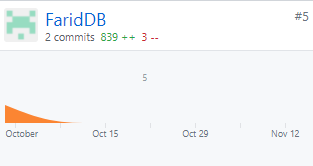 FaridDB #5
2 commits 839 ++ 3 --
5
October Oct 15 Oct 29 Nov 12